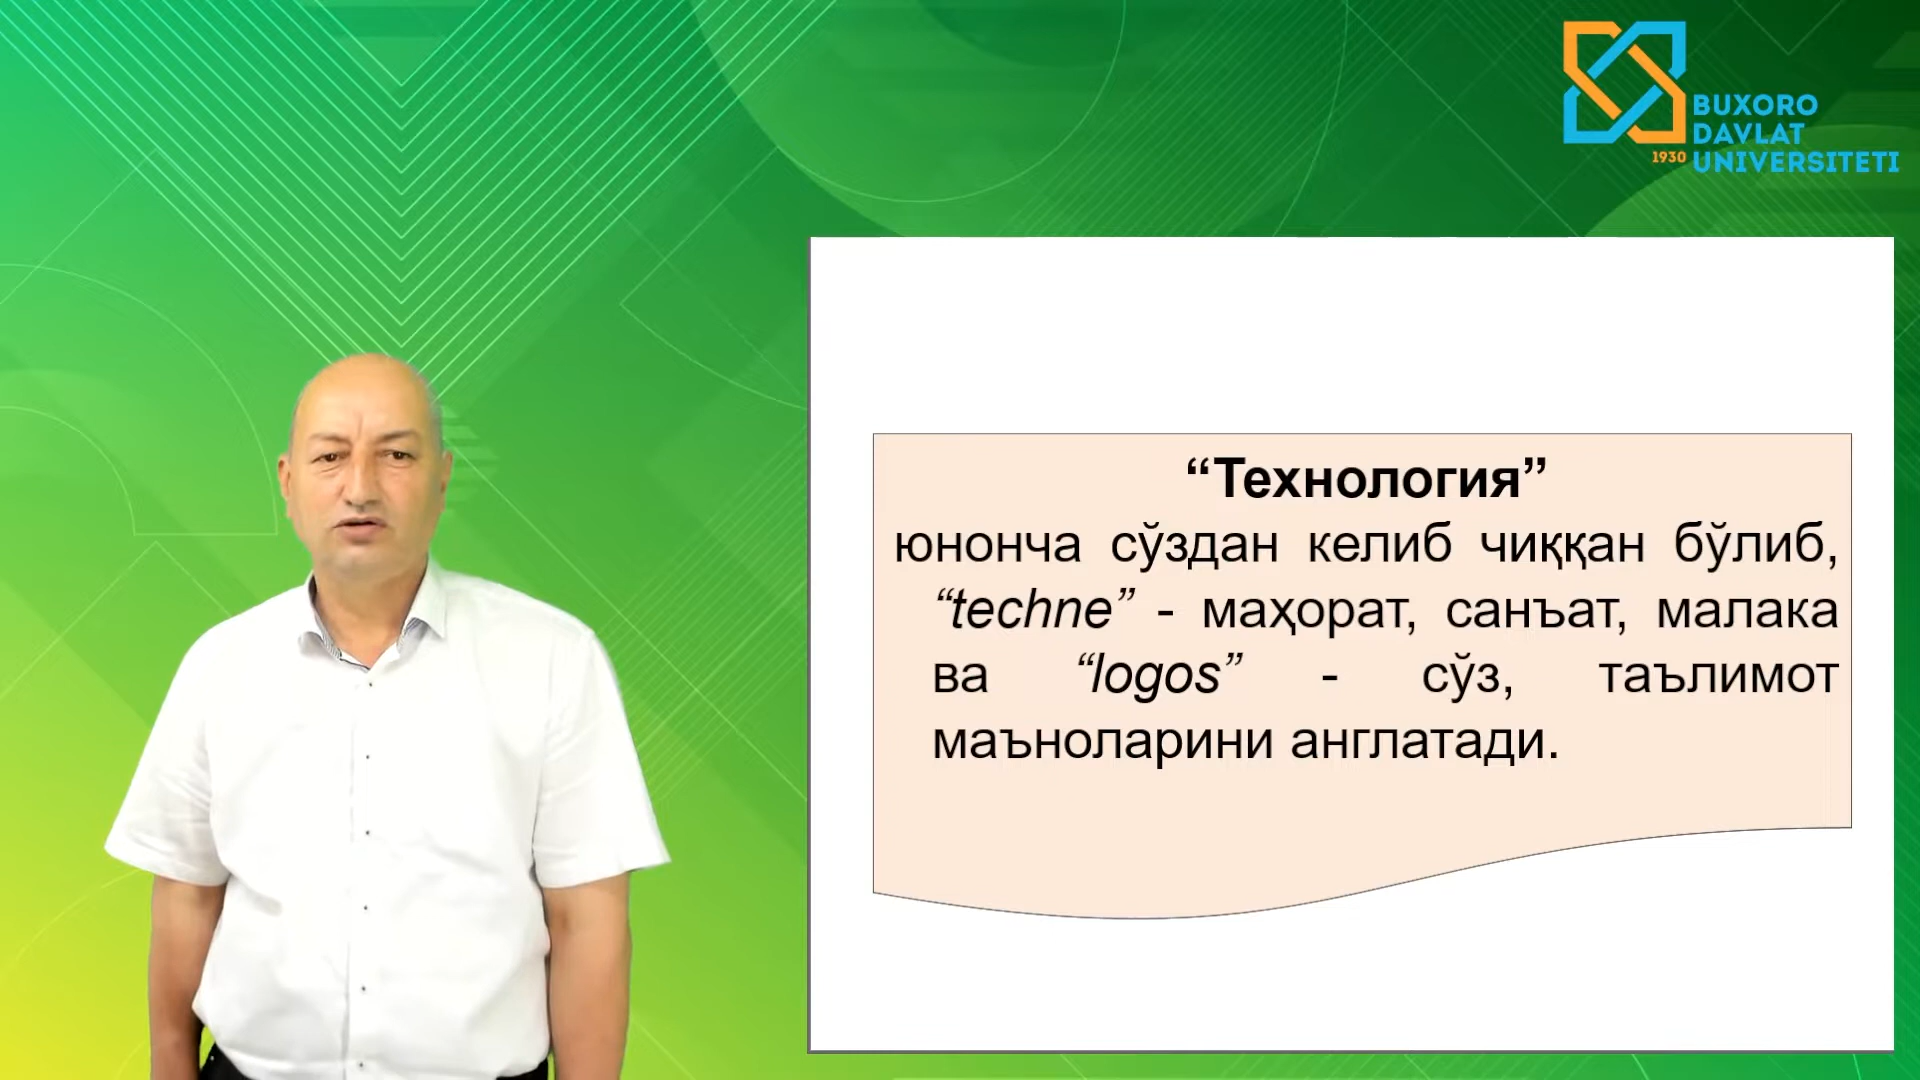 BUXORO
DAVLAT
1930 UNIVERSITETI
“Технология”
юнонча сўздан келиб чиққан бўлиб,
“techne” - маҳорат, санъат, малака
ва “logos” - сўз, таълимот
маъноларини англатади.